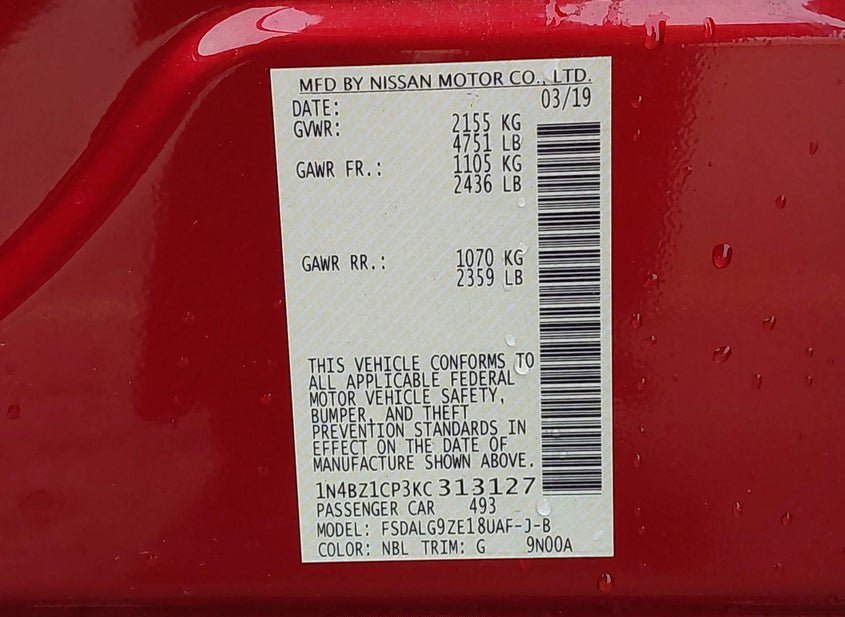 MFD BY NISSAN MOTOR CO., LTD.
DATE: 03/19
GVWR: 2155 KG
4751 LB
GAWR FR.: 1105 KG
2436 LB
GAWR RR.: 1070 KG
2359 LB
THIS VEHICLE CONFORMS TO
ALL APPLICABLE FEDERAL
MOTOR VEHICLE SAFETY,
BUMPER, AND THEFT
PREVENTION STANDARDS IN
EFFECT ON THE DATE OF
MANUFACTURE SHOWN ABOVE.
1N4BZ1CP3KC313127
PASSENGER CAR 493
MODEL: FSDALG9ZE18UAF-J-B
COLOR: NBL TRIM: G 9N00A